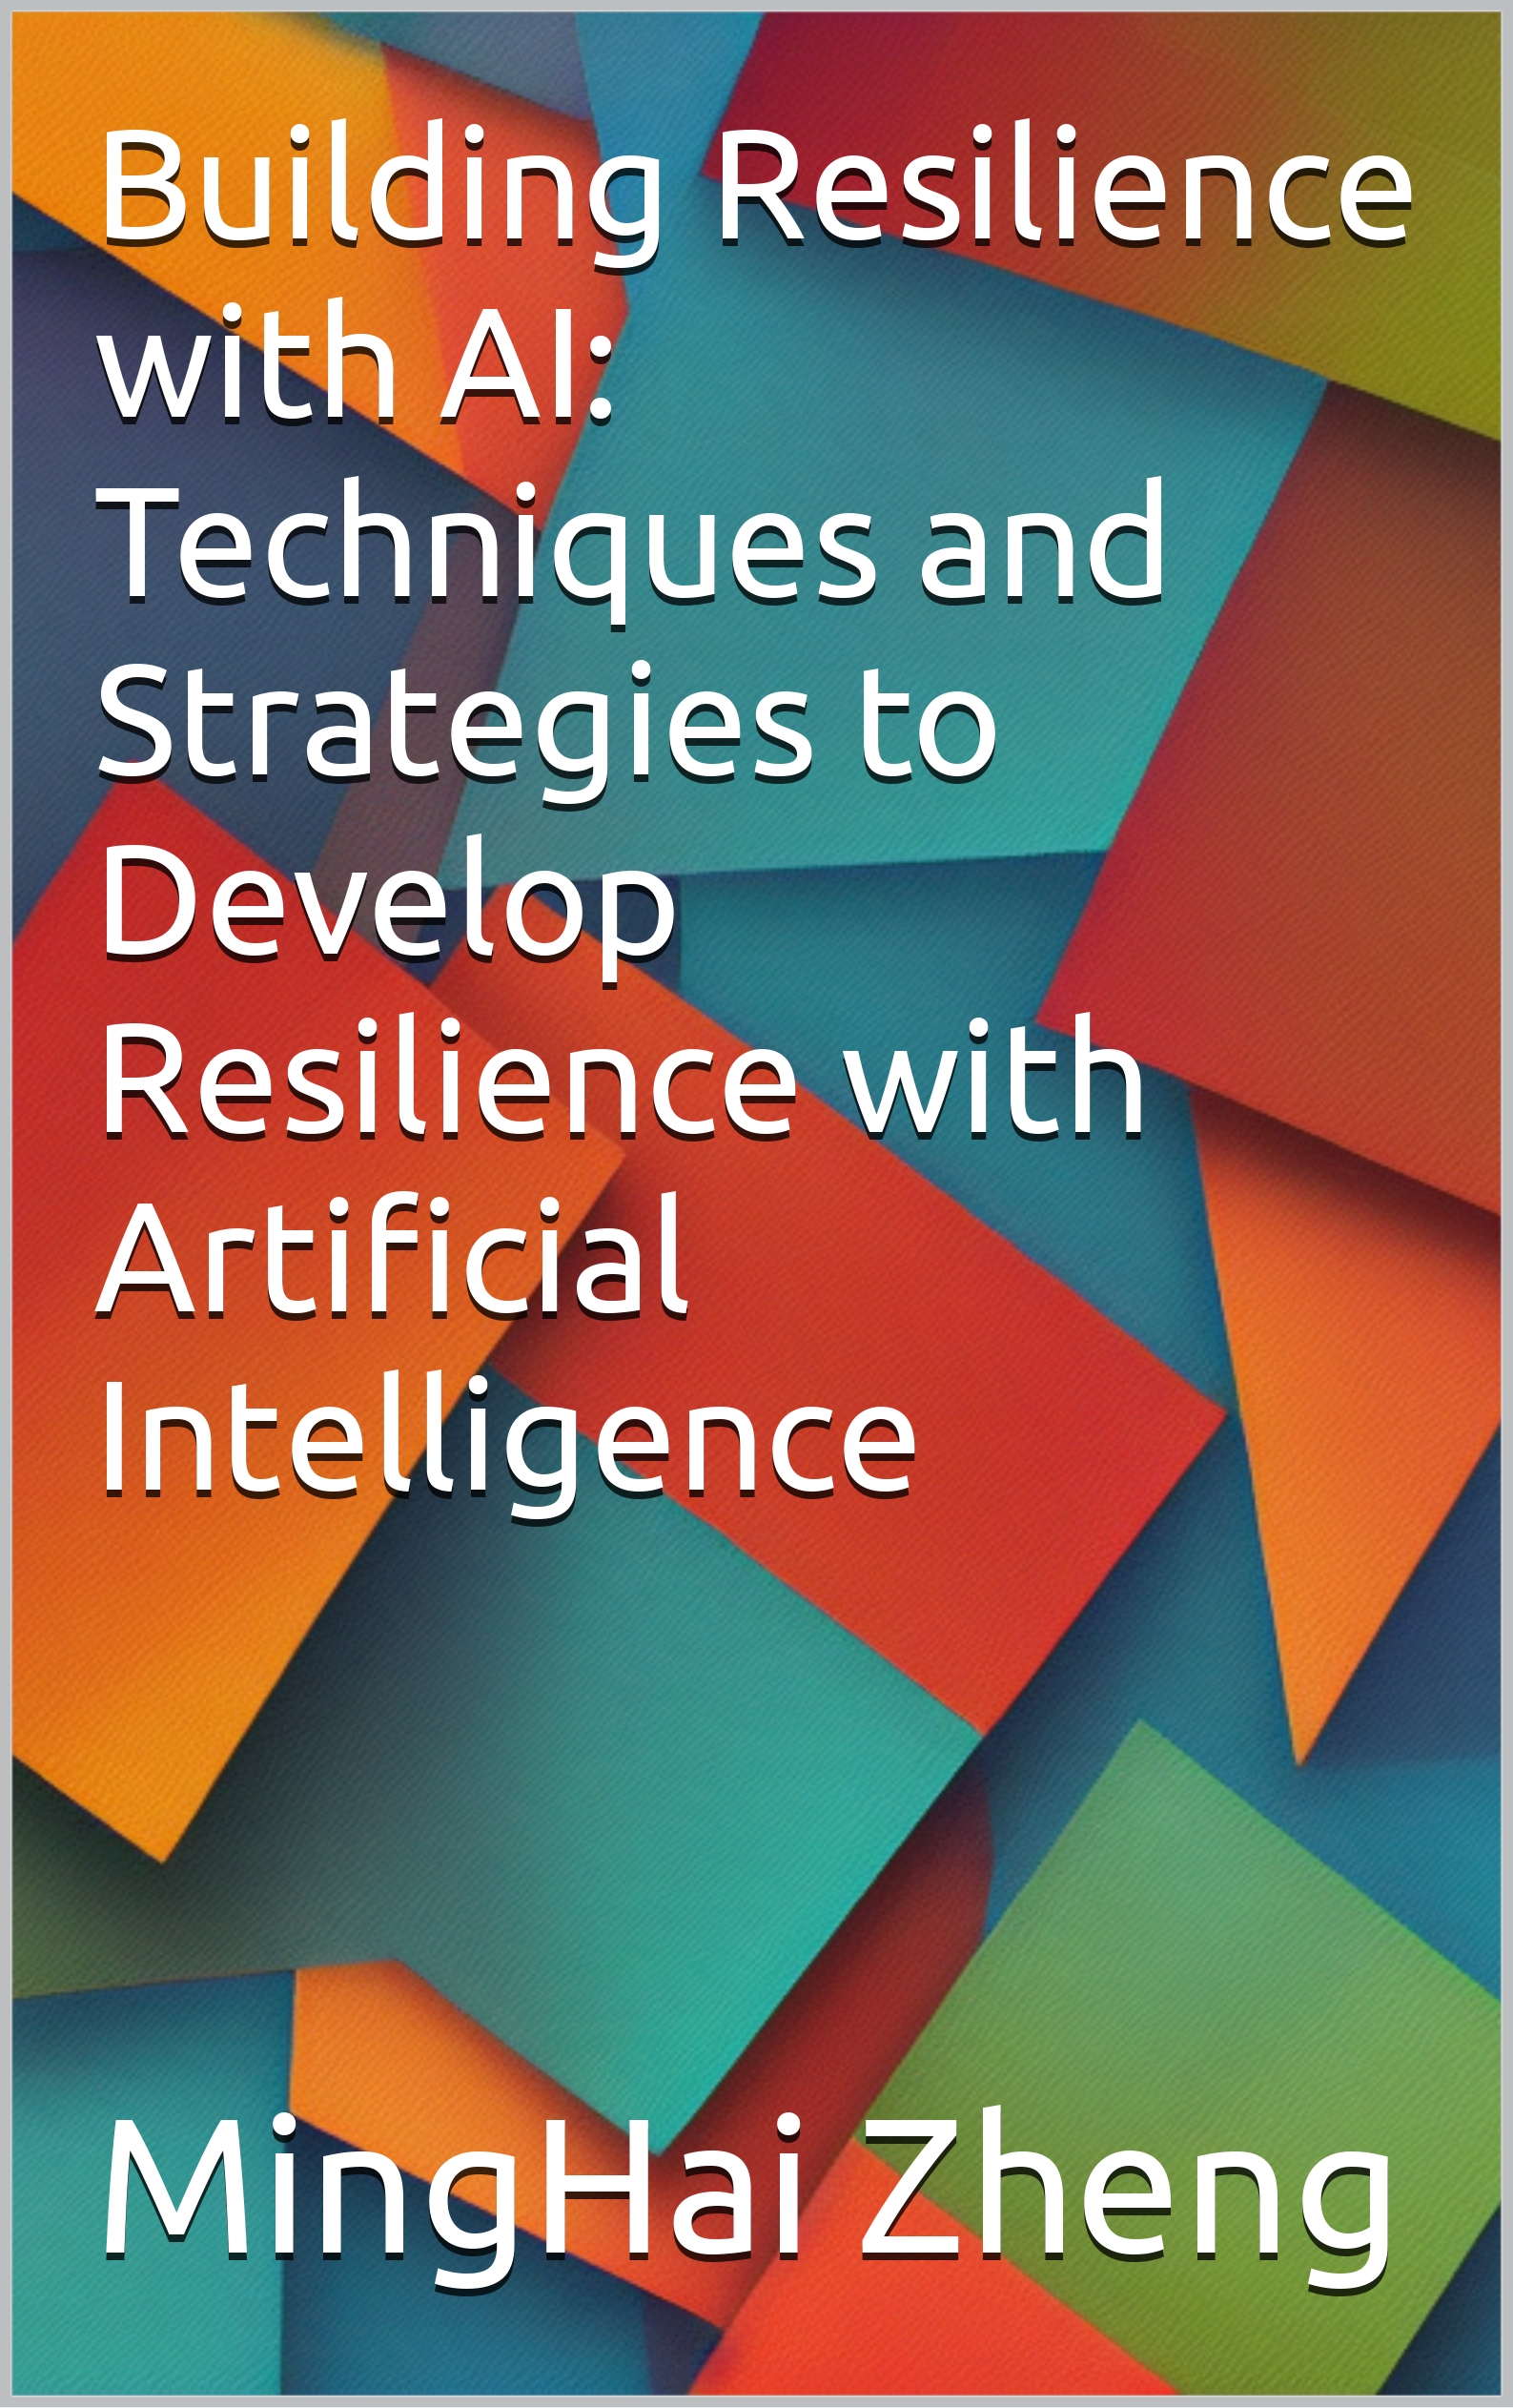 Building Resilience
with AI:
Techniques and
Strategies to
Develop
Resilience with
Artificial
Intelligence
MingHai Zheng